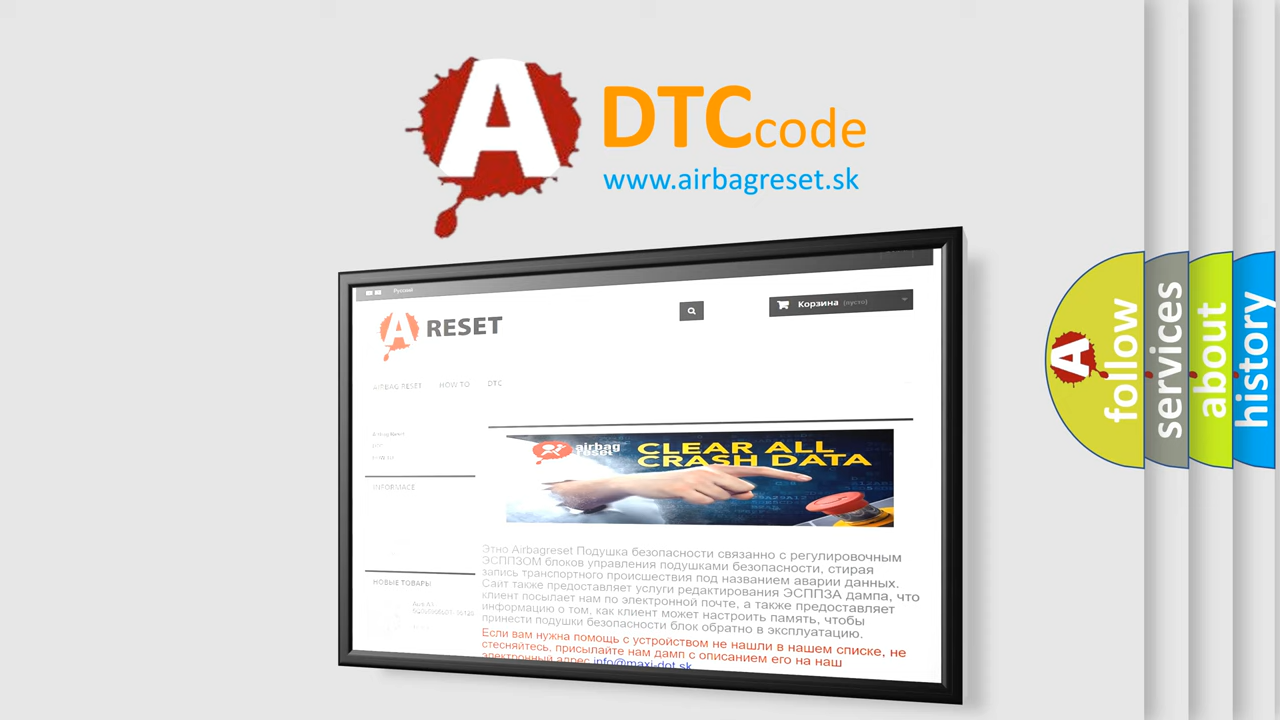 A
DTC code
www.airbagreset.sk
Русский
A RESET
Корзина (пусто)
AIRBAG RESET HOW TO DTC
INFORMACE
airbag
reset
CLEAR ALL
CRASH DATA
НОВЫЕ ТОВАРЫ
Этно Airbagreset Подушка безопасности связанно с регулировочным
ЭСППЗОМ блоков управления подушками безопасности, стирая
запись транспортного происшествия под названием аварии данных.
Сайт также предоставляет услуги редактирования ЭСППЗА дампа, что
клиент посылает нам по электронной почте, а также предоставляет
информацию о том, как клиент может настроить память, чтобы
принести подушки безопасности блок обратно в эксплуатацию.
Если вам нужна помощь с устройством не нашли в нашем списке, не
стесняйтесь, присылайте нам дамп с описанием его на наш
электронный адрес info@maxi-dot.sk
A
follow
services
about
history